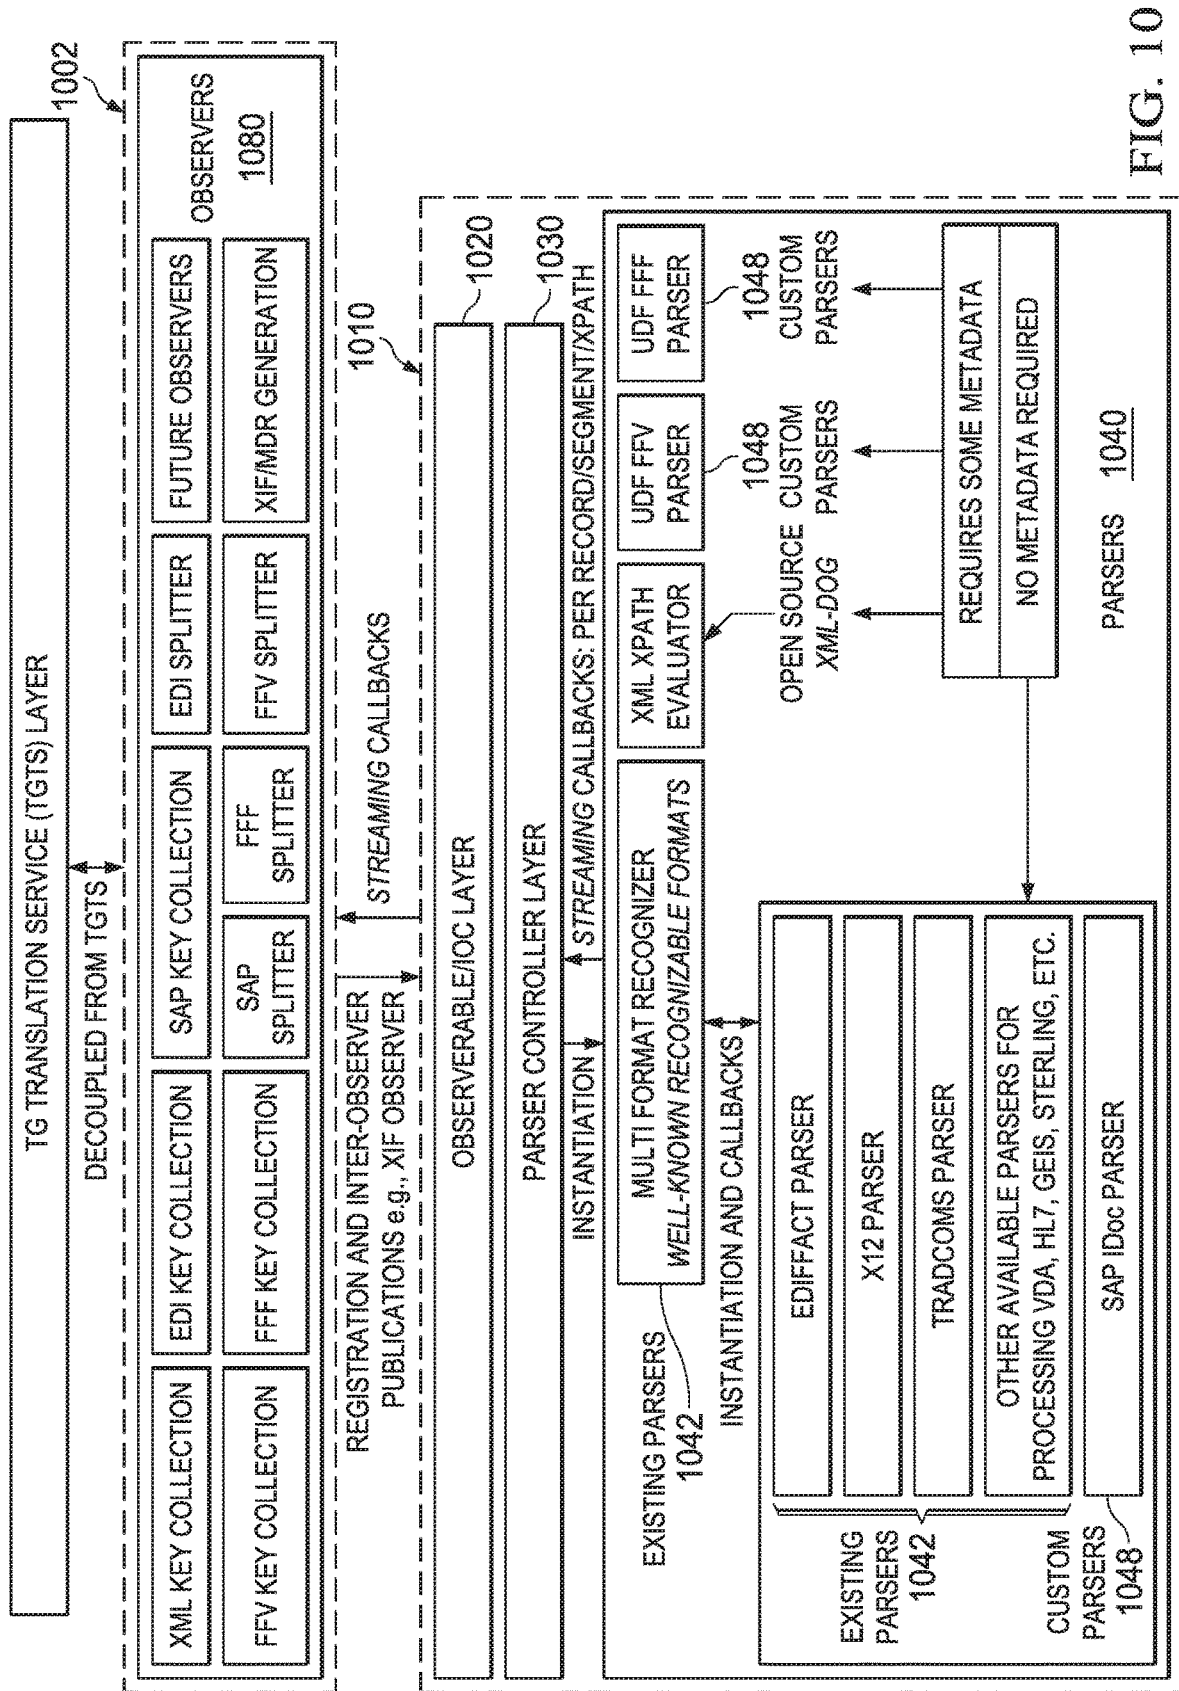 TG TRANSLATION SERVICE (TGTS) LAYER
DECOUPLED FROM TGTS
1002
XML KEY COLLECTION
EDI KEY COLLECTION
SAP KEY COLLECTION
EDI SPLITTER
FUTURE OBSERVERS
FFV KEY COLLECTION
FFF KEY COLLECTION
SAP
SPLITTER
FFF
SPLITTER
FFV SPLITTER
XIF/MDR GENERATION
OBSERVERS
1080
REGISTRATION AND INTER-OBSERVER
PUBLICATIONS e.g., XIF OBSERVER
STREAMING CALLBACKS
1010
OBSERVABLE/IOC LAYER
1020
PARSER CONTROLLER LAYER
1030
INSTANTIATION
STREAMING CALLBACKS: PER RECORD/SEGMENT/XPATH
EXISTING PARSERS
1042
MULTI FORMAT RECOGNIZER
WELL-KNOWN RECOGNIZABLE FORMATS
XML XPATH
EVALUATOR
UDF FFV
PARSER
UDF FFF
PARSER
INSTANTIATION AND CALLBACKS
OPEN SOURCE
XML-DOG
1048
CUSTOM
PARSERS
1048
CUSTOM
PARSERS
EDIFFACT PARSER
X12 PARSER
TRADCOMS PARSER
OTHER AVAILABLE PARSERS FOR
PROCESSING VDA, HL7, GEIS, STERLING, ETC.
SAP IDoc PARSER
EXISTING
PARSERS
1042
CUSTOM
PARSERS
1048
REQUIRES SOME METADATA
NO METADATA REQUIRED
PARSERS
1040
FIG. 10